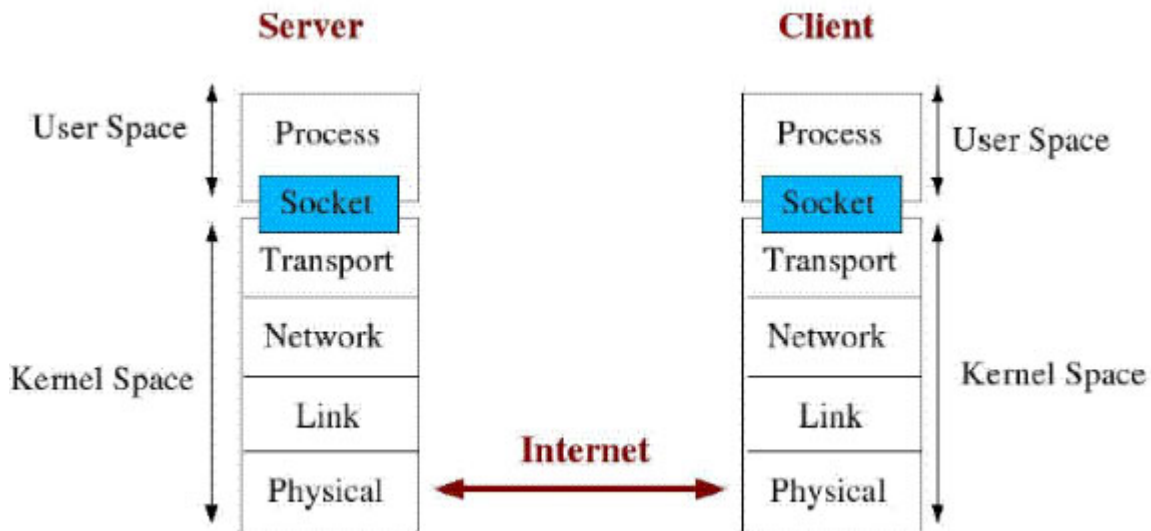 Server
Client
User Space
Process
Process
User Space
Socket
Socket
Transport
Transport
Network
Network
Kernel Space
Kernel Space
Link
Link
Internet
Physical
Physical